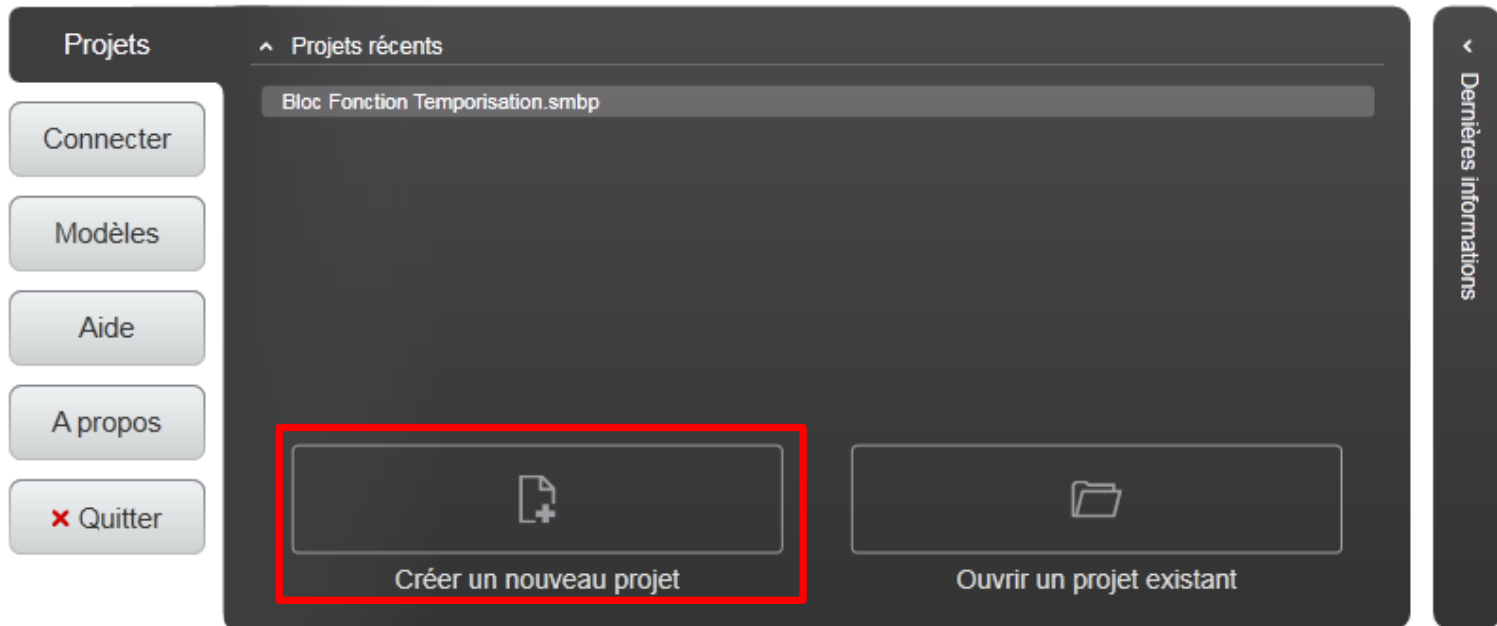 Projets
Connecter
Modèles
Aide
A propos
Quitter
Projets récents
Bloc Fonction Temporisation.smbp
Créer un nouveau projet
Ouvrir un projet existant
Dernières informations